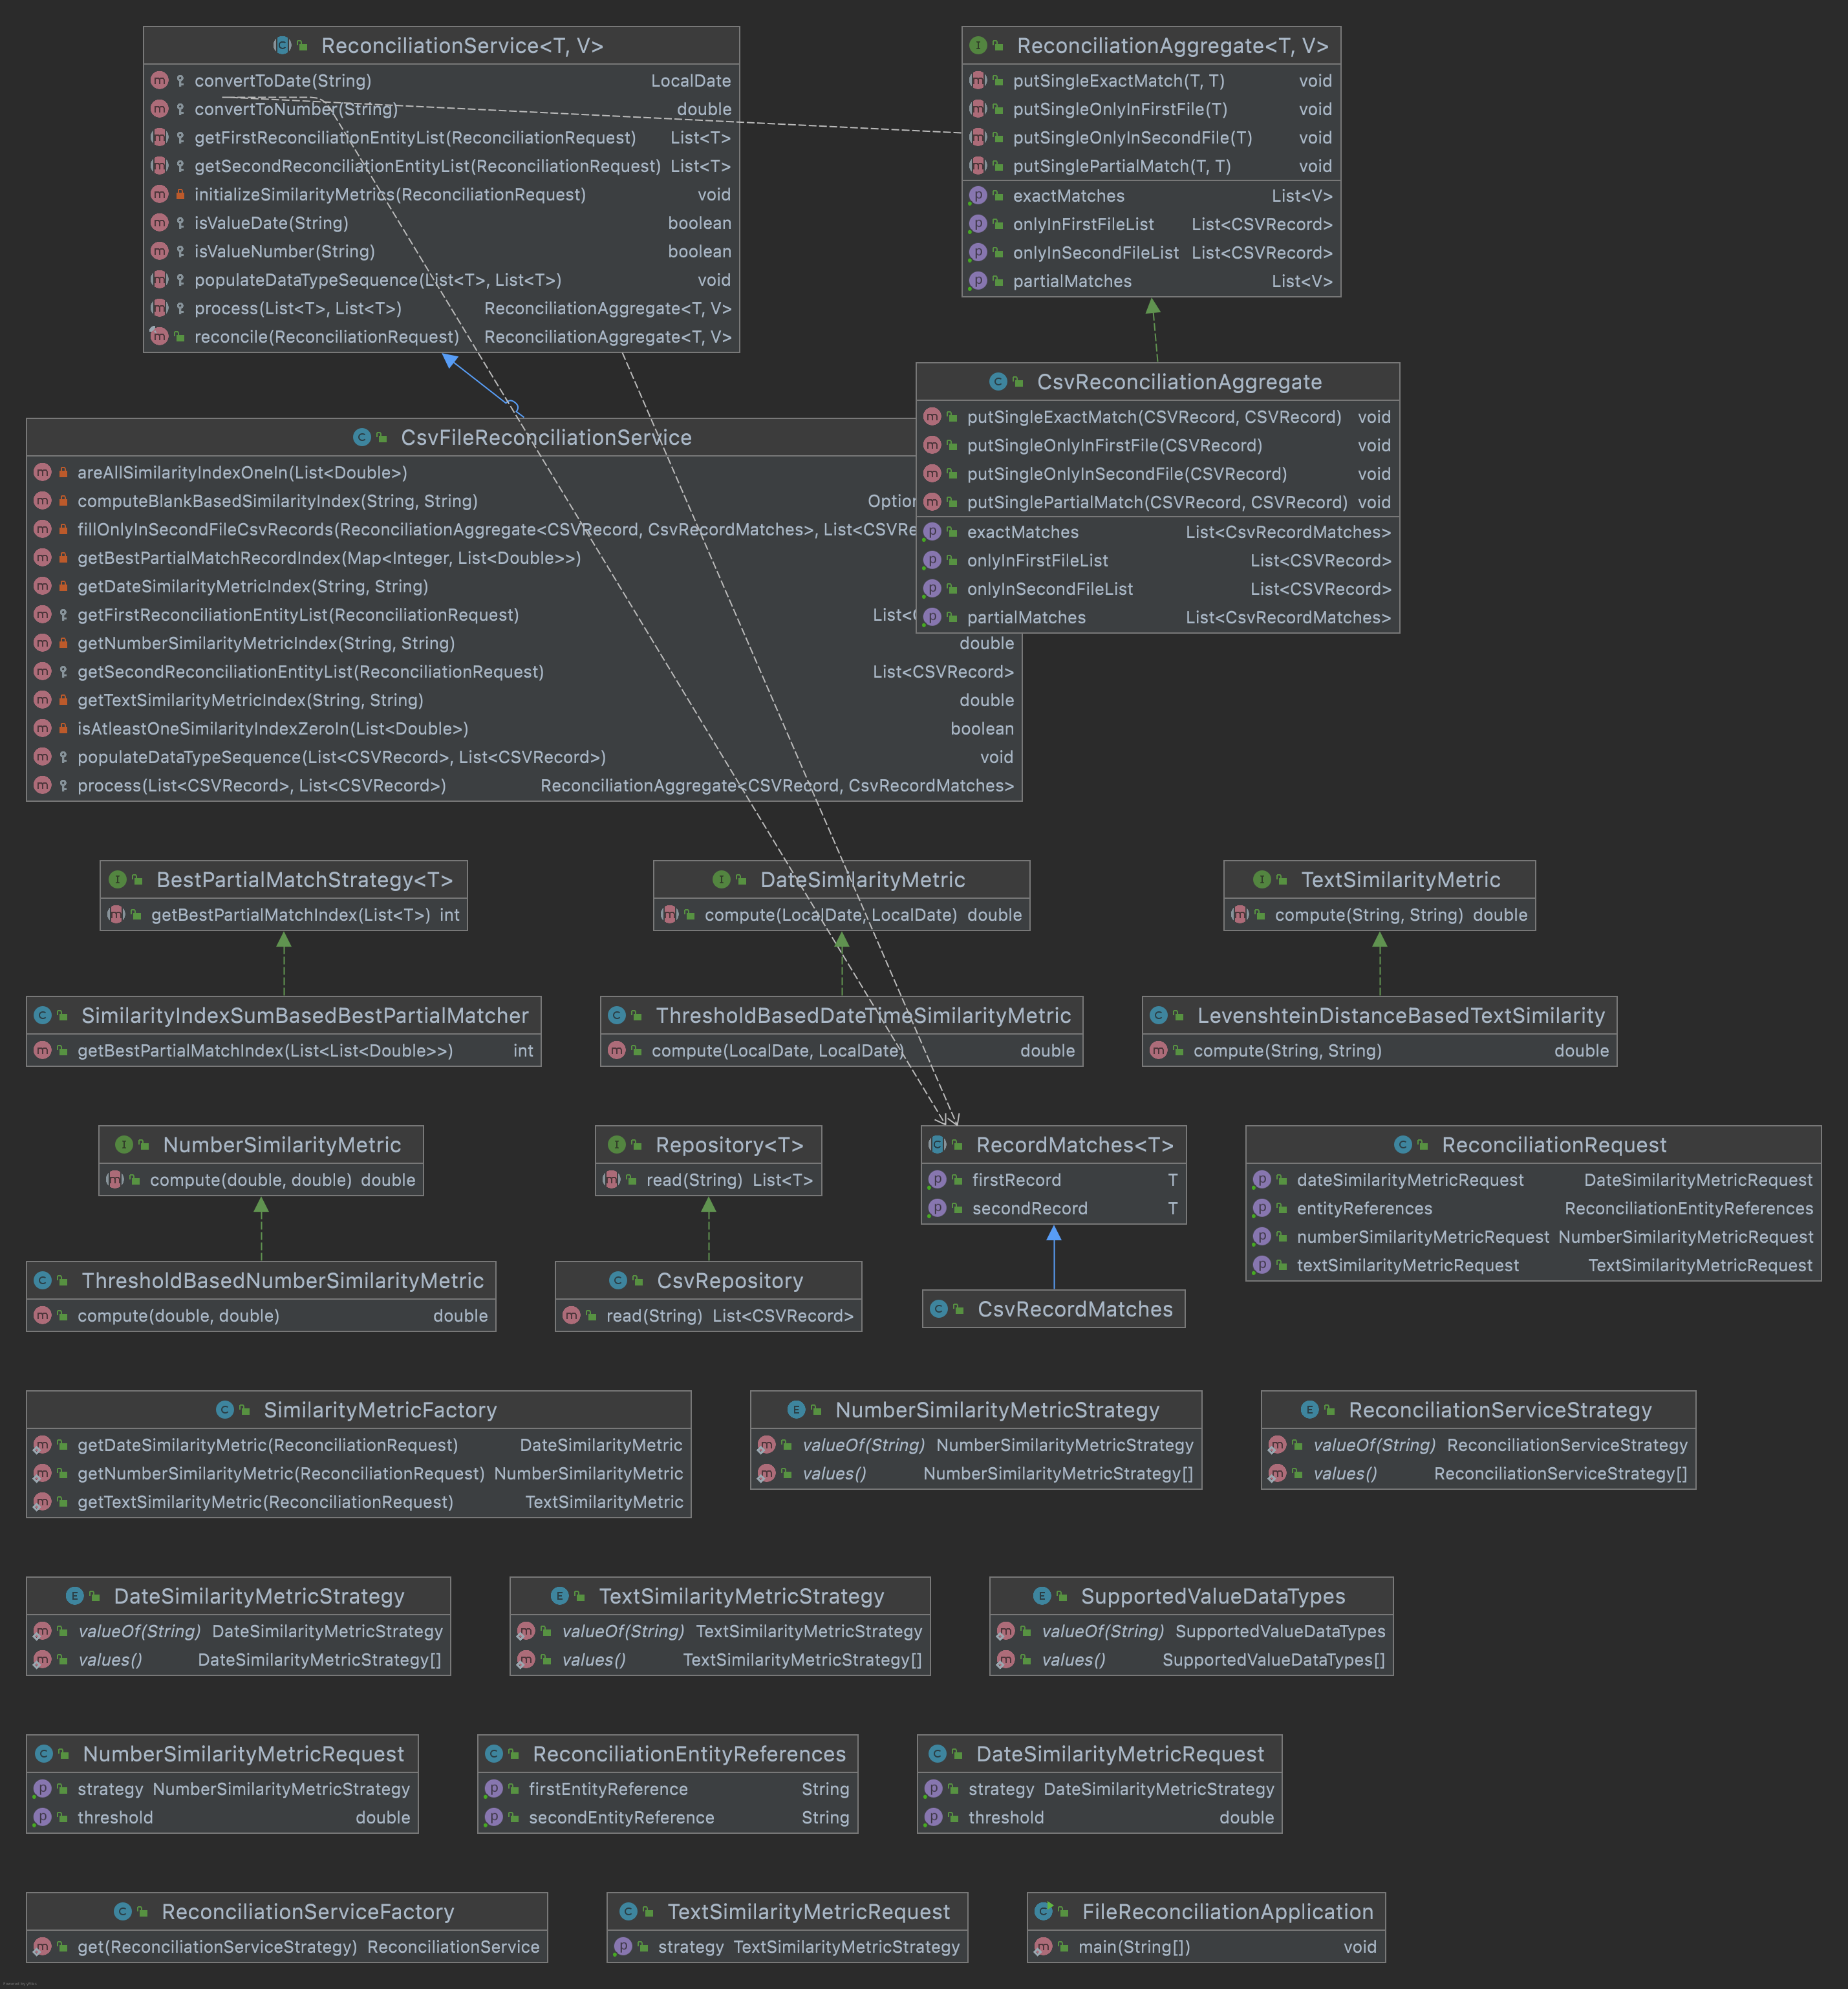 ReconciliationService<T, V>
convertToDate(String) LocalDate
convertToNumber(String) double
getFirstReconciliationEntityList(ReconciliationRequest) List<T>
getSecondReconciliationEntityList(ReconciliationRequest) List<T>
initializeSimilarityMetrics(ReconciliationRequest) void
isValueDate(String) boolean
isValueNumber(String) boolean
populateDataTypeSequence(List<T>, List<T>) void
process(List<T>, List<T>) ReconciliationAggregate<T, V>
reconcile(ReconciliationRequest) ReconciliationAggregate<T, V>
ReconciliationAggregate<T, V>
putSingleExactMatch(T, T) void
putSingleOnlyInFirstFile(T) void
putSingleOnlyInSecondFile(T) void
putSinglePartialMatch(T, T) void
exactMatches List<V>
onlyInFirstFileList List<CSVRecord>
onlyInSecondFileList List<CSVRecord>
partialMatches List<V>
CsvFileReconciliationService
areAllSimilarityIndexOneIn(List<Double>)
computeBlankBasedSimilarityIndex(String, String) Option
fillOnlyInSecondFileCsvRecords(ReconciliationAggregate<CSVRecord, CsvRecordMatches>, List<CSVRe
getBestPartialMatchRecordIndex(Map<Integer, List<Double>>)
getDateSimilarityMetricIndex(String, String)
getFirstReconciliationEntityList(ReconciliationRequest) List<
getNumberSimilarityMetricIndex(String, String) double
getSecondReconciliationEntityList(ReconciliationRequest) List<CSVRecord>
getTextSimilarityMetricIndex(String, String) double
isAtleastOneSimilarityIndexZeroIn(List<Double>) boolean
populateDataTypeSequence(List<CSVRecord>, List<CSVRecord>) void
process(List<CSVRecord>, List<CSVRecord>) ReconciliationAggregate<CSVRecord, CsvRecordMatches>
CsvReconciliationAggregate
putSingleExactMatch(CSVRecord, CSVRecord) void
putSingleOnlyInFirstFile(CSVRecord) void
putSingleOnlyInSecondFile(CSVRecord) void
putSinglePartialMatch(CSVRecord, CSVRecord) void
exactMatches List<CsvRecordMatches>
onlyInFirstFileList List<CSVRecord>
onlyInSecondFileList List<CSVRecord>
partialMatches List<CsvRecordMatches>
BestPartialMatchStrategy<T>
getBestPartialMatchIndex(List<T>) int
DateSimilarityMetric
compute(LocalDate, LocalDate) double
TextSimilarityMetric
compute(String, String) double
SimilarityIndexSumBasedBestPartialMatcher
getBestPartialMatchIndex(List<List<Double>>) int
ThresholdBasedDateTimeSimilarityMetric
compute(LocalDate, LocalDate) double
LevenshteinDistanceBasedTextSimilarity
compute(String, String) double
NumberSimilarityMetric
compute(double, double) double
Repository<T>
read(String) List<T>
RecordMatches<T>
firstRecord T
secondRecord T
ReconciliationRequest
dateSimilarityMetricRequest DateSimilarityMetricRequest
entityReferences ReconciliationEntityReferences
numberSimilarityMetricRequest NumberSimilarityMetricRequest
textSimilarityMetricRequest TextSimilarityMetricRequest
ThresholdBasedNumberSimilarityMetric
compute(double, double) double
CsvRepository
read(String) List<CSVRecord>
CsvRecordMatches
SimilarityMetricFactory
getDateSimilarityMetric(ReconciliationRequest) DateSimilarityMetric
getNumberSimilarityMetric(ReconciliationRequest) NumberSimilarityMetric
getTextSimilarityMetric(ReconciliationRequest) TextSimilarityMetric
NumberSimilarityMetricStrategy
valueOf(String) NumberSimilarityMetricStrategy
values() NumberSimilarityMetricStrategy[]
ReconciliationServiceStrategy
valueOf(String) ReconciliationServiceStrategy
values() ReconciliationServiceStrategy[]
DateSimilarityMetricStrategy
valueOf(String) DateSimilarityMetricStrategy
values() DateSimilarityMetricStrategy[]
TextSimilarityMetricStrategy
valueOf(String) TextSimilarityMetricStrategy
values() TextSimilarityMetricStrategy[]
SupportedValueDataTypes
valueOf(String) SupportedValueDataTypes
values() SupportedValueDataTypes[]
NumberSimilarityMetricRequest
strategy NumberSimilarityMetricStrategy
threshold double
ReconciliationEntityReferences
firstEntityReference String
secondEntityReference String
DateSimilarityMetricRequest
strategy DateSimilarityMetricStrategy
threshold double
ReconciliationServiceFactory
get(ReconciliationServiceStrategy) ReconciliationService
TextSimilarityMetricRequest
strategy TextSimilarityMetricStrategy
FileReconciliationApplication
main(String[]) void
Powered by yFiles